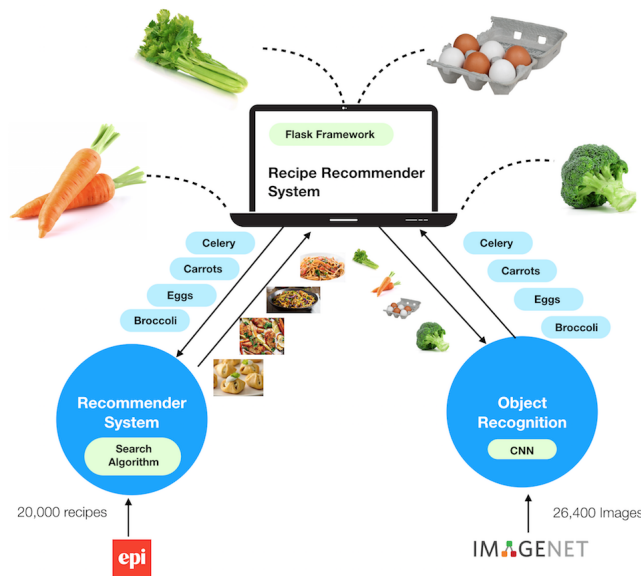 Flask Framework
Recipe Recommender
System
Celery
Carrots
Eggs
Broccoli
Celery
Carrots
Eggs
Broccoli
Recommender
System
Search
Algorithm
Object
Recognition
CNN
20,000 recipes
epi
26,400 Images
IMAGENET